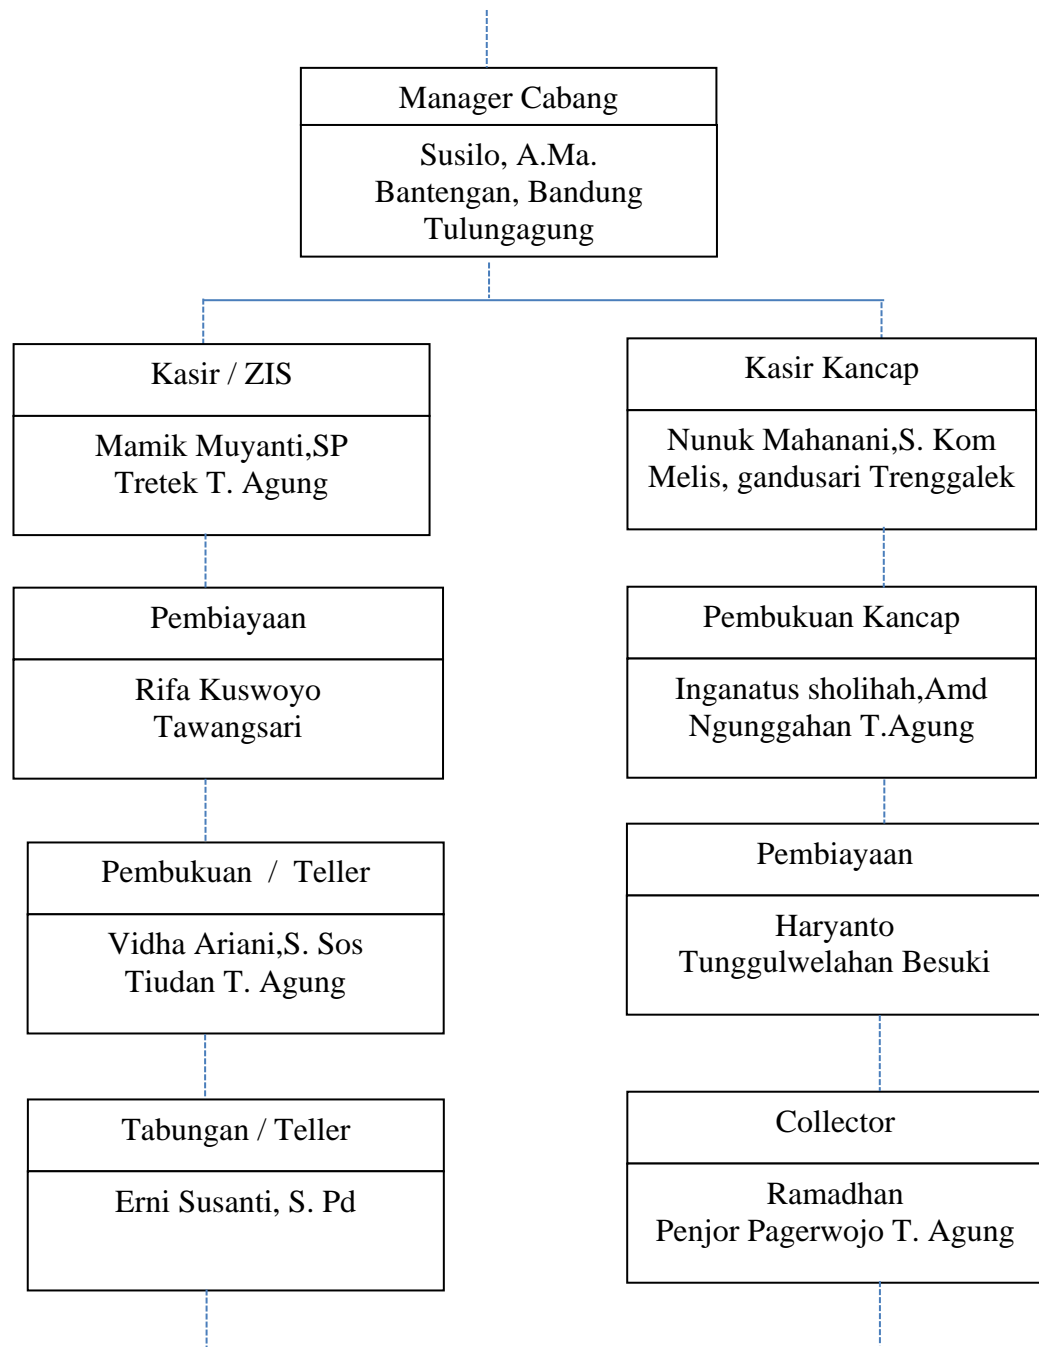 Manager Cabang
Susilo, A.Ma.
Bantengan, Bandung
Tulungagung
Kasir / ZIS
Mamik Muyanti,SP
Tretek T. Agung
Pembiayaan
Rifa Kuswoyo
Tawangsari
Pembukuan / Teller
Vidha Ariani,S. Sos
Tiudan T. Agung
Tabungan / Teller
Erni Susanti, S. Pd
Kasir Kancap
Nunuk Mahanani,S. Kom
Melis, gandusari Trenggalek
Pembukuan Kancap
Inganatus sholihah,Amd
Ngunggahan T.Agung
Pembiayaan
Haryanto
Tunggulwelahan Besuki
Collector
Ramadhan
Penjor Pagerwojo T. Agung